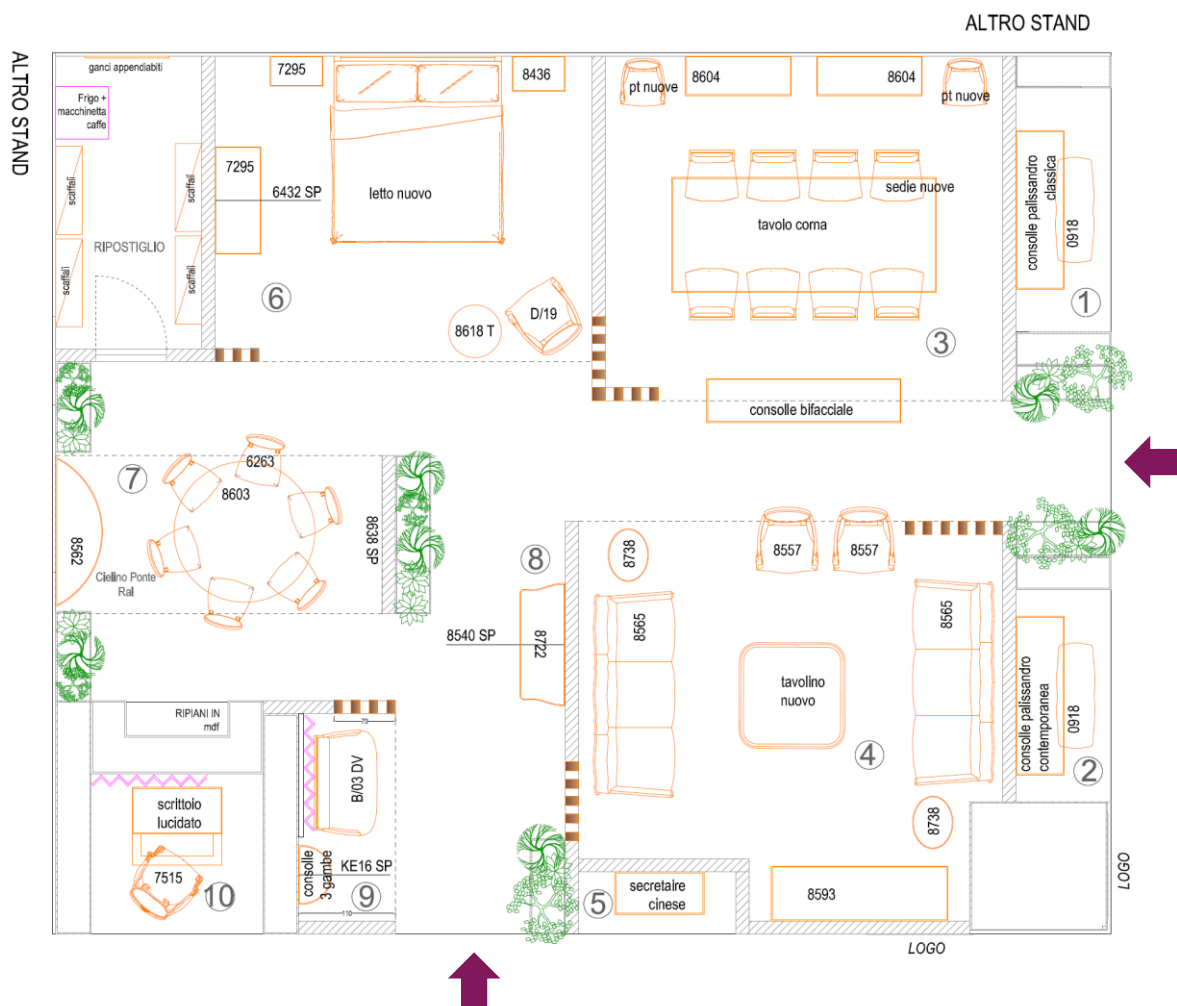 ALTRO STAND
ALTRO STAND
ganci appendiabiti
Frigo +
macchinetta
caffe
scaffali
scaffali
scaffali
scaffali
RIPOSTIGLIO
7295
8436
7295
6432 SP
letto nuovo
6
8618 T
D/19
pt nuove
8604
8604
pt nuove
sedie nuove
tavolo corna
3
consolle bifacciale
consolle palissandro
classica
0918
1
7
6263
8603
8562
Clellino Ponte
Ral
8638 SP
8
8540 SP
8722
8738
8557
8557
8565
8565
tavolino
nuovo
4
8738
8593
consolle palissandro
contemporanea
0918
2
LOGO
LOGO
5
secretaire
cinese
RIPIANI IN
mdf
70
B/03 DV
scrittoio
lucidato
7515
10
consolle
3 gambe
KE16 SP
9
110